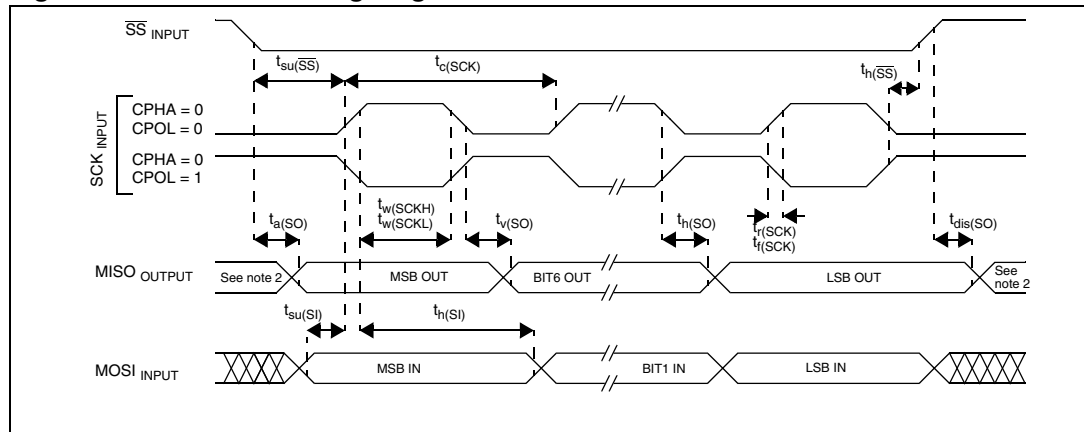 SS INPUT
tsu(SS)
tc(SCK)
th(SS)
SCK INPUT
CPHA = 0
CPOL = 0
CPHA = 0
CPOL = 1
ta(SO)
tw(SCKH)
tw(SCKL)
tv(SO)
th(SO)
tr(SCK)
tf(SCK)
tdis(SO)
MISO OUTPUT
See note 2
MSB OUT
BIT6 OUT
LSB OUT
See
note 2
tsu(SI)
th(SI)
MOSI INPUT
MSB IN
BIT1 IN
LSB IN